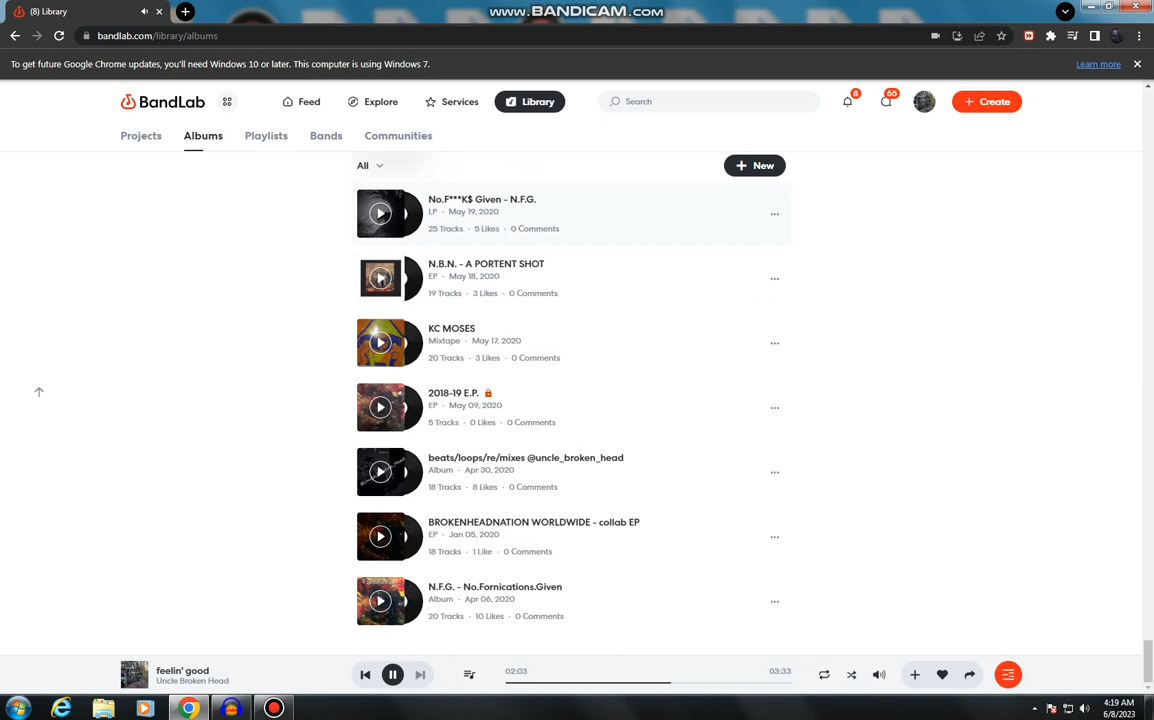 (8) Library
www.BANDICAM.com
bandlab.com/library/albums
To get future Google Chrome updates, you'll need Windows 10 or later. This computer is using Windows 7.
Learn more
BandLab
Feed
Explore
Services
Library
Search
8
65
Create
Projects
Albums
Playlists
Bands
Communities
All
New
No.F***K$ Given - N.F.G.
LP · May 19, 2020
25 Tracks · 5 Likes · 0 Comments
N.B.N. - A PORTENT SHOT
EP · May 18, 2020
19 Tracks · 3 Likes · 0 Comments
KC MOSES
Mixtape · May 17, 2020
20 Tracks · 3 Likes · 0 Comments
2018-19 E.P.
EP · May 09, 2020
5 Tracks · 0 Likes · 0 Comments
beats/loops/re/mixes @uncle_broken_head
Album · Apr 30, 2020
18 Tracks · 8 Likes · 0 Comments
BROKENHEADNATION WORLDWIDE - collab EP
EP · Jan 05, 2020
18 Tracks · 1 Like · 0 Comments
N.F.G. - No.Fornications.Given
Album · Apr 06, 2020
20 Tracks · 10 Likes · 0 Comments
feelin' good
Uncle Broken Head
02:03
03:33
4:19 AM
6/8/2023